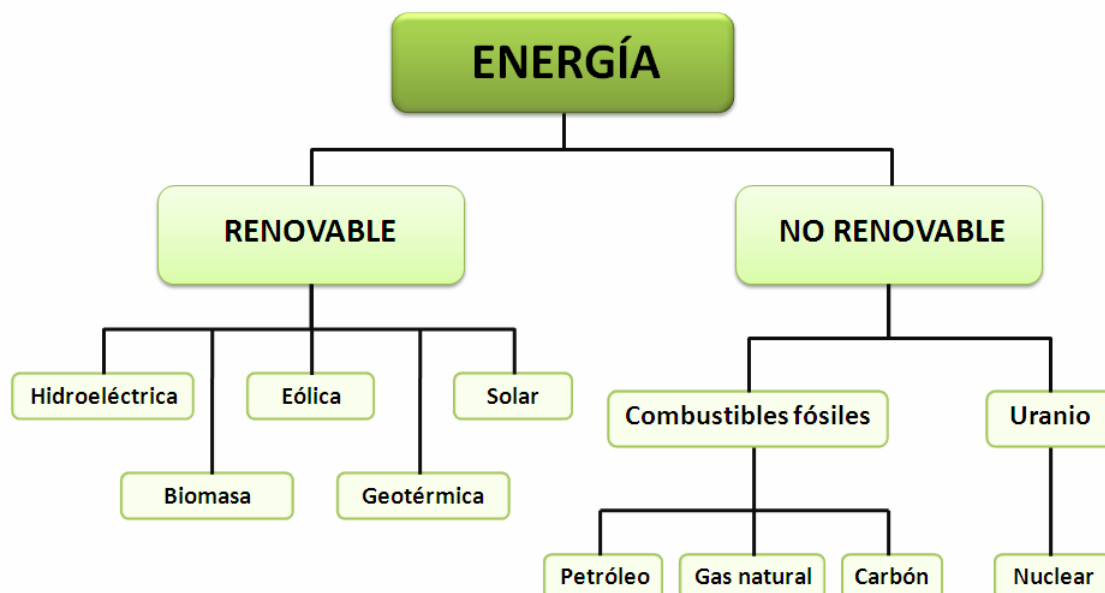 ENERGÍA
RENOVABLE
NO RENOVABLE
Hidroeléctrica
Eólica
Solar
Biomasa
Geotérmica
Combustibles fósiles
Uranio
Petróleo
Gas natural
Carbón
Nuclear